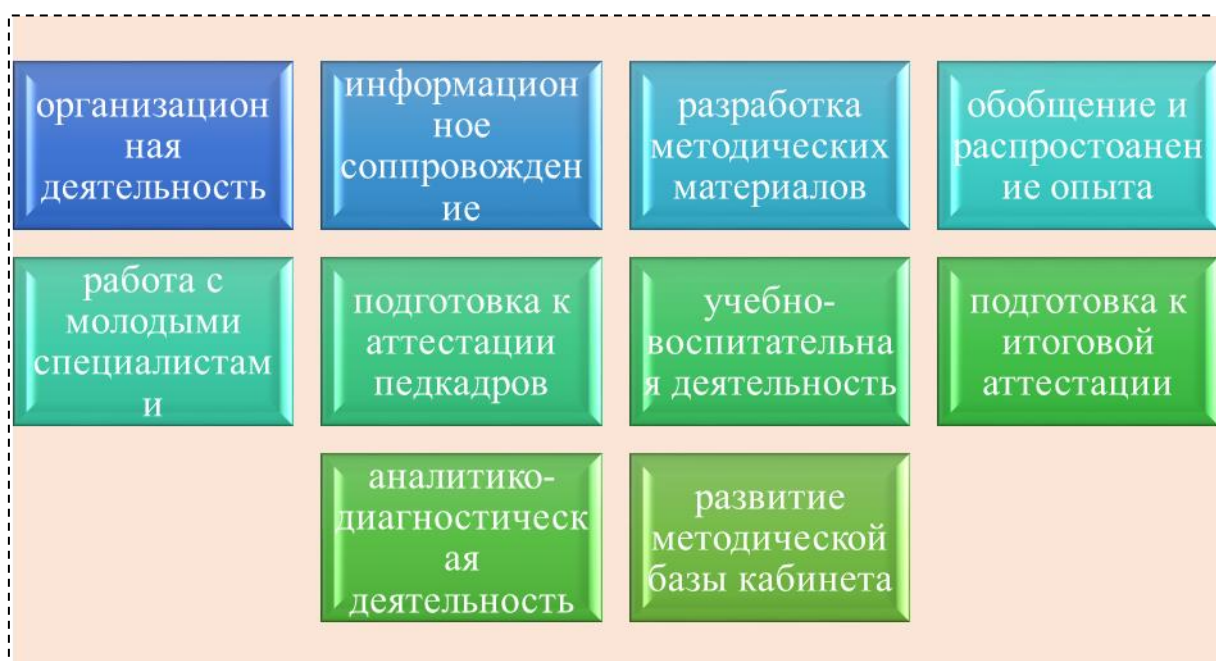 организацион
ная
деятельность
информацион
ное
соппровожден
ие
разработка
методических
материалов
обобщение и
распростоанен
ие опыта
работа с
молодыми
специалистам
и
подготовка к
аттестации
педкадров
учебно-
воспитательна
я деятельность
подготовка к
итоговой
аттестации
аналитико-
диагностическ
ая
деятельность
развитие
методической
базы кабинета